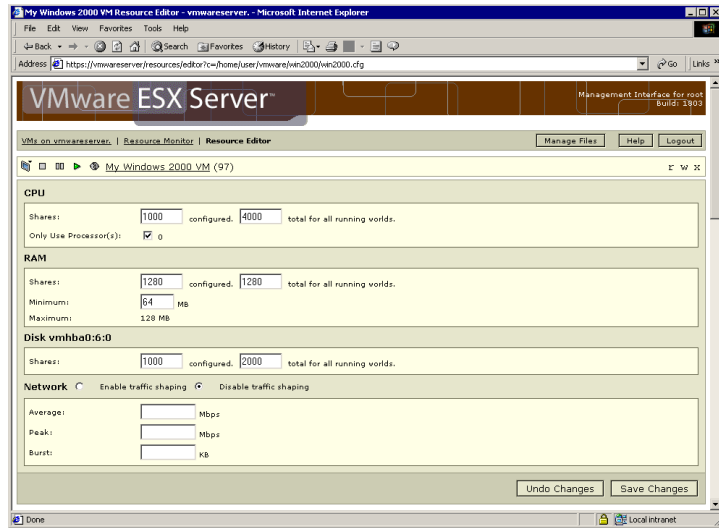 My Windows 2000 VM Resource Editor - vmwareserver. - Microsoft Internet Explorer
File Edit View Favorites Tools Help
Back Search Favorites History
Address https://vmwareserver/resources/editor?c=/home/user/vmware/win2000/win2000.cfg Go Links »
VMware ESX Server™
Management Interface for root
Build: 1803
VMs on vmwareserver. | Resource Monitor | Resource Editor Manage Files Help Logout
My Windows 2000 VM (97) r w x
CPU
Shares: 1000 configured. 4000 total for all running worlds.
Only Use Processor(s): 0
RAM
Shares: 1280 configured. 1280 total for all running worlds.
Minimum: 64 MB
Maximum: 128 MB
Disk vmhba0:6:0
Shares: 1000 configured. 2000 total for all running worlds.
Network Enable traffic shaping Disable traffic shaping
Average: Mbps
Peak: Mbps
Burst: KB
Undo Changes Save Changes
Done Local intranet